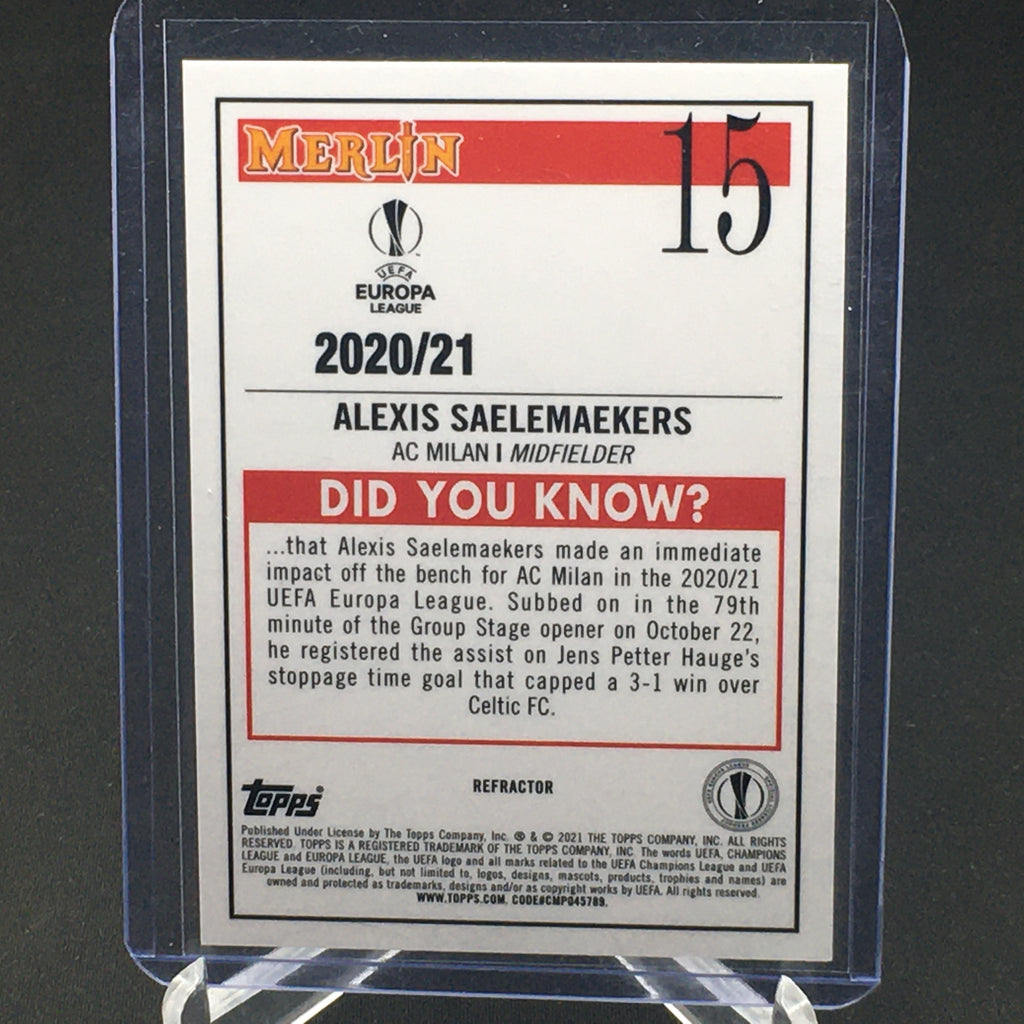 MERLIN
15
UEFA
EUROPA
LEAGUE
2020/21
ALEXIS SAELEMAEKERS
AC MILAN | MIDFIELDER
DID YOU KNOW?
...that Alexis Saelemaekers made an immediate
impact off the bench for AC Milan in the 2020/21
UEFA Europa League. Subbed on in the 79th
minute of the Group Stage opener on October 22,
he registered the assist on Jens Petter Hauge's
stoppage time goal that capped a 3-1 win over
Celtic FC.
REFRACTOR
topps
Published Under License by The Topps Company, Inc. ® & © 2021 THE TOPPS COMPANY, INC. ALL RIGHTS
RESERVED. TOPPS IS A REGISTERED TRADEMARK OF THE TOPPS COMPANY, INC. The words UEFA, CHAMPIONS
LEAGUE and EUROPA LEAGUE, the UEFA logo and all marks related to the UEFA Champions League and UEFA
Europa League (including, but not limited to, logos, designs, mascots, products, trophies and names) are
owned and protected as trademarks, designs and/or as copyright works by UEFA. All rights reserved.
WWW.TOPPS.COM. CODE#CMP045789.